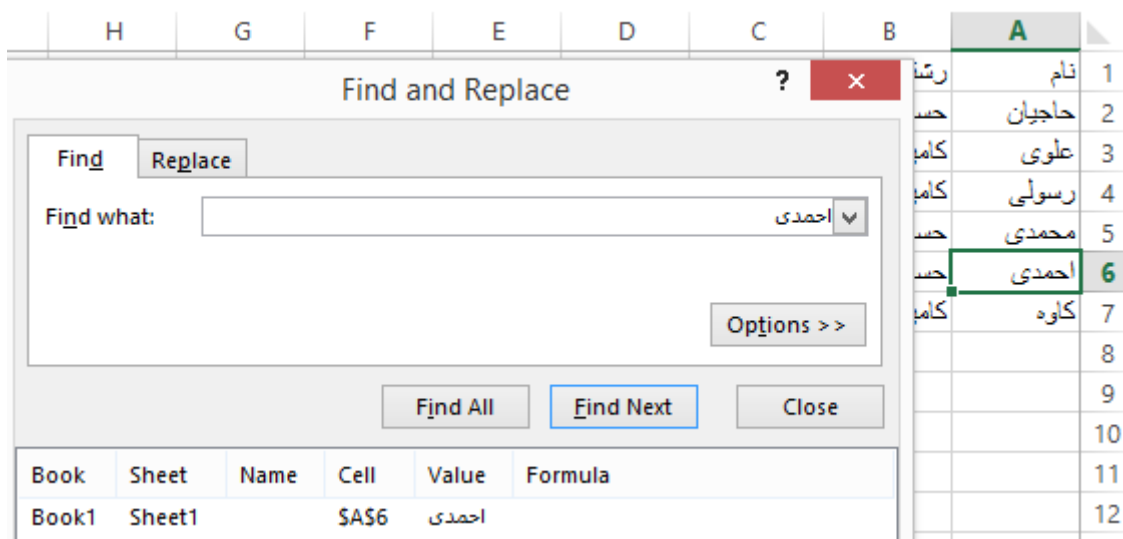 H G F E D C B A
Find and Replace ? ×
Find Replace
Find what: احمدی
Options >>
Find All Find Next Close
Book Sheet Name Cell Value Formula
Book1 Sheet1 $A$6 احمدی
نام 1
حاجیان 2
علوی 3
رسولی 4
محمدی 5
احمدی 6
کاوه 7
8
9
10
11
12